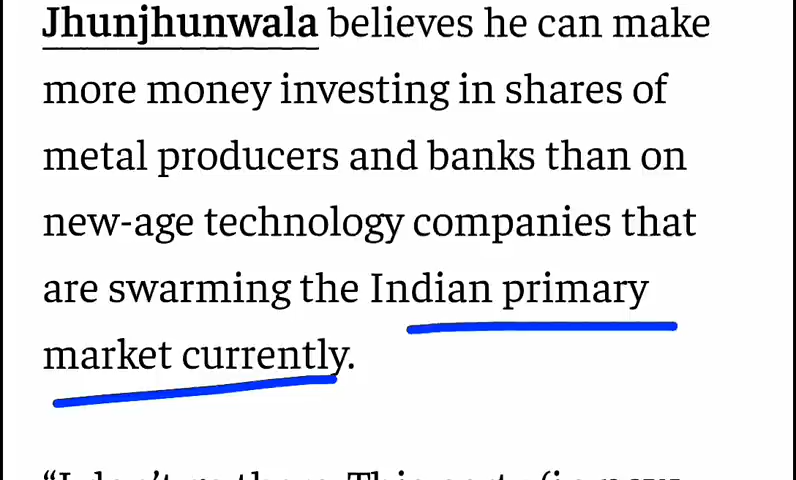 Jhunjhunwala believes he can make
more money investing in shares of
metal producers and banks than on
new-age technology companies that
are swarming the Indian primary
market currently.